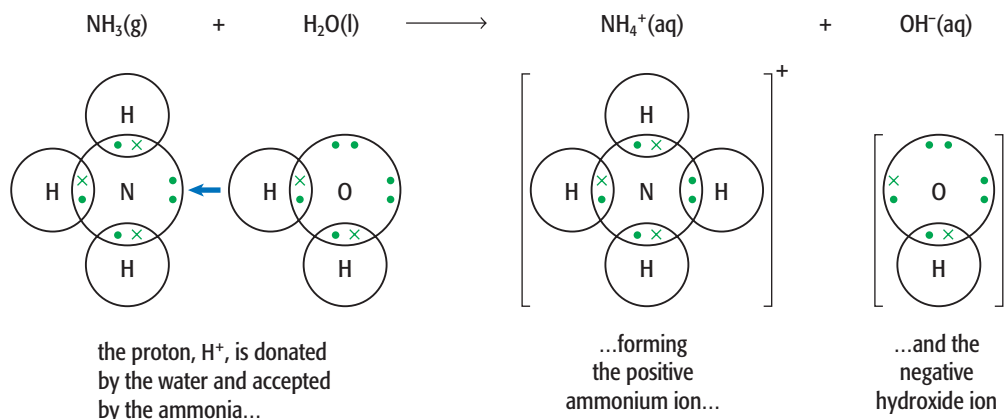 NH₃(g) + H₂O(l) ⟶ NH₄⁺(aq) + OH⁻(aq)
+
H
H N
H
H O
H
H
H N H
H
O
H
the proton, H⁺, is donated
by the water and accepted
by the ammonia…
…forming
the positive
ammonium ion…
…and the
negative
hydroxide ion